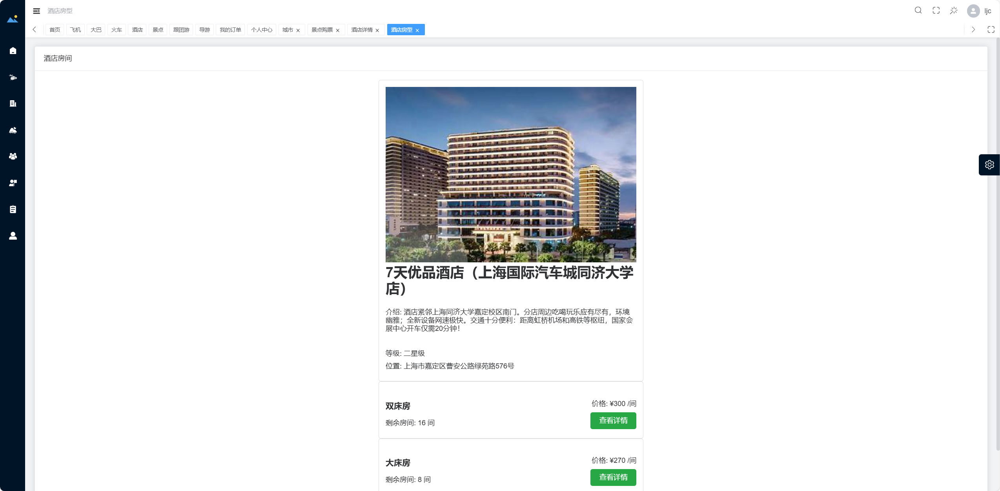 酒店房型
ljc
首页 飞机 大巴 火车 酒店 景点 跟团游 导游 我的订单 个人中心 城市 景点购票 酒店详情 酒店房型
酒店房间
7天优品酒店（上海国际汽车城同济大学
店）
介绍: 酒店紧邻上海同济大学嘉定校区南门。分店周边吃喝玩乐应有尽有，环境
幽雅；全新设备网速极快。交通十分便利：距离虹桥机场和高铁等枢纽，国家会
展中心开车仅需20分钟！
等级: 二星级
位置: 上海市嘉定区曹安公路绿苑路576号
双床房
价格: ¥300 /间
剩余房间: 16 间
查看详情
大床房
价格: ¥270 /间
剩余房间: 8 间
查看详情